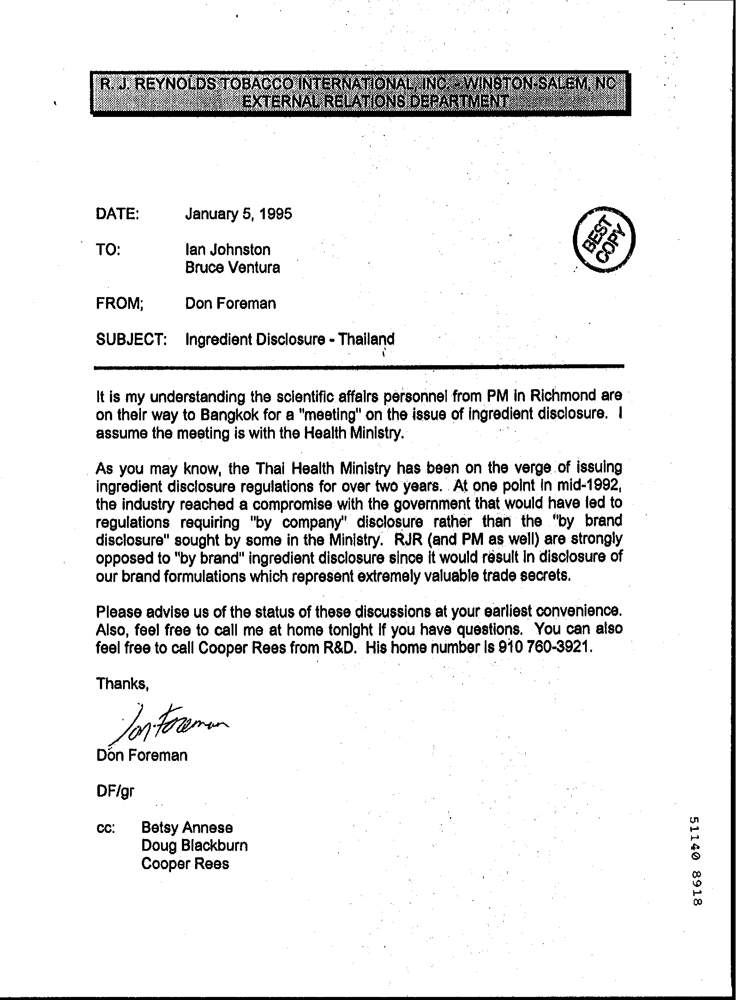 R. J. REYNOLDS TOBACCO INTERNATIONAL, INC. - WINSTON-SALEM, NC
EXTERNAL RELATIONS DEPARTMENT
DATE: January 5, 1995
BEST
COPY
TO: Ian Johnston
Bruce Ventura
FROM; Don Foreman
SUBJECT: Ingredient Disclosure - Thailand
It is my understanding the scientific affairs personnel from PM in Richmond are
on their way to Bangkok for a "meeting" on the issue of ingredient disclosure. I
assume the meeting is with the Health Ministry.
As you may know, the Thai Health Ministry has been on the verge of issuing
ingredient disclosure regulations for over two years. At one point in mid-1992,
the industry reached a compromise with the government that would have led to
regulations requiring "by company" disclosure rather than the "by brand
disclosure" sought by some in the Ministry. RJR (and PM as well) are strongly
opposed to "by brand" ingredient disclosure since it would result in disclosure of
our brand formulations which represent extremely valuable trade secrets.
Please advise us of the status of these discussions at your earliest convenience.
Also, feel free to call me at home tonight if you have questions. You can also
feel free to call Cooper Rees from R&D. His home number is 910 760-3921.
Thanks,
Don Foreman
Don Foreman
DF/gr
cc: Betsy Annese
Doug Blackburn
Cooper Rees
51140 8918